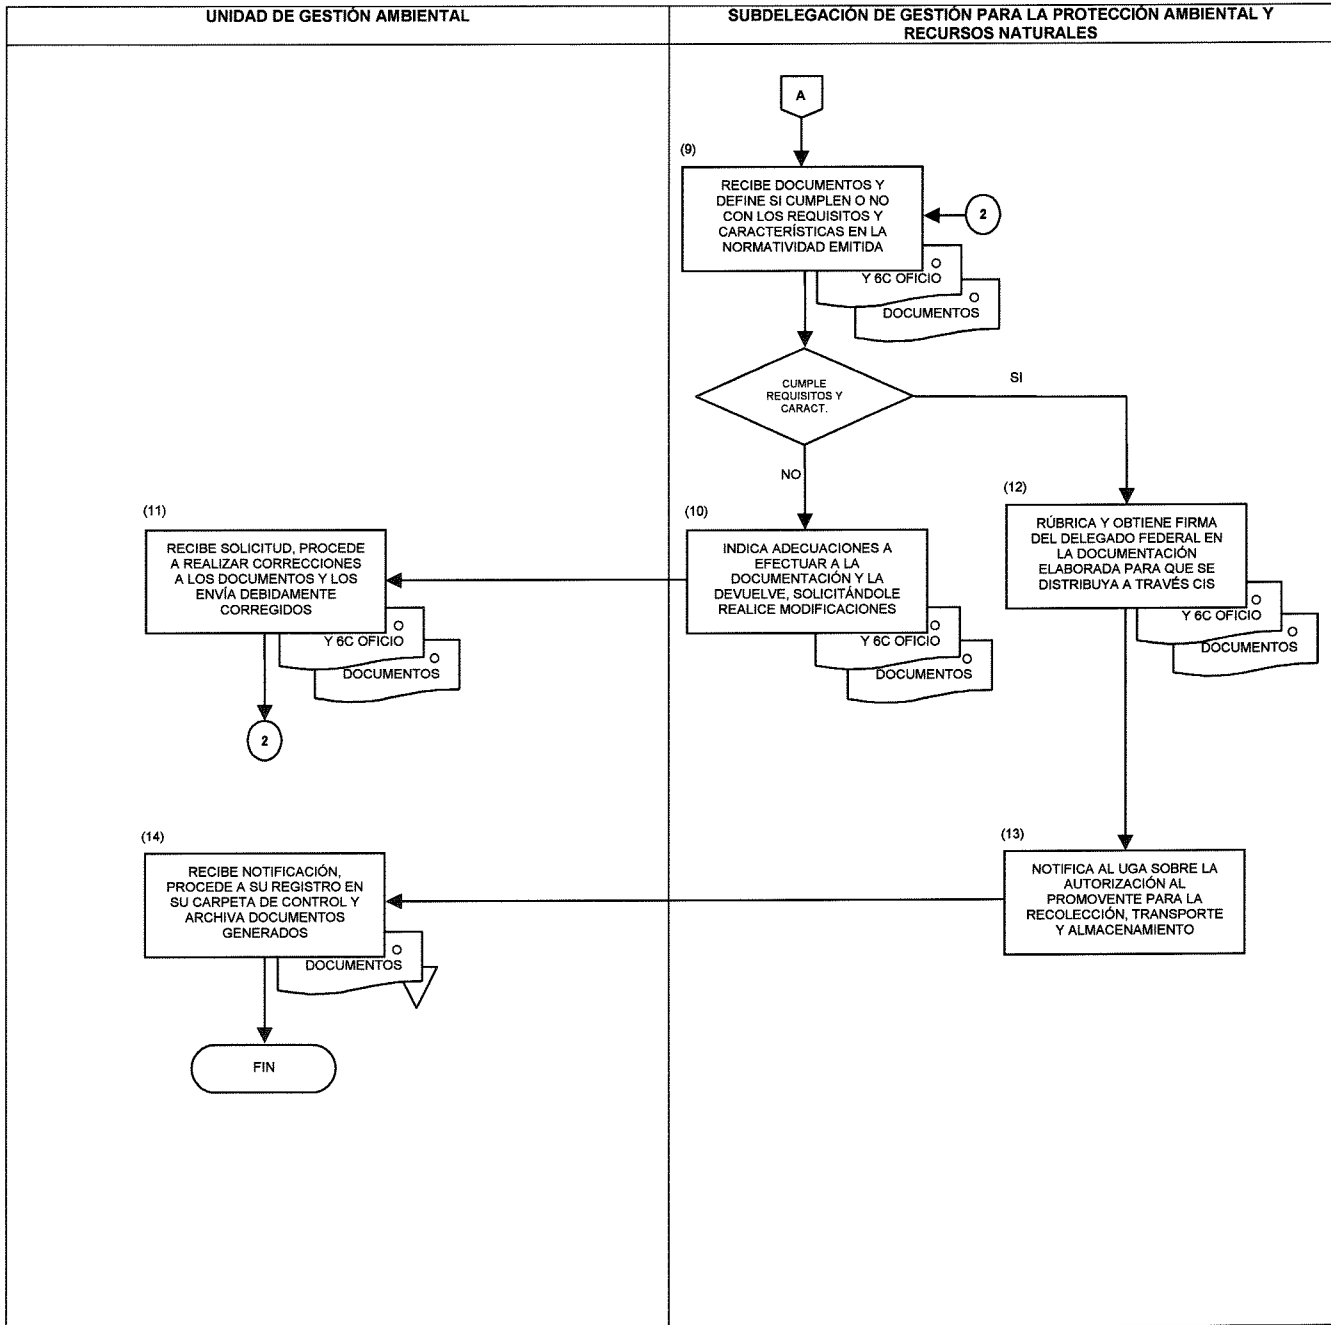 UNIDAD DE GESTIÓN AMBIENTAL
SUBDELEGACIÓN DE GESTIÓN PARA LA PROTECCIÓN AMBIENTAL Y
RECURSOS NATURALES
A
(9)
RECIBE DOCUMENTOS Y
DEFINE SI CUMPLEN O NO
CON LOS REQUISITOS Y
CARACTERÍSTICAS EN LA
NORMATIVIDAD EMITIDA
2
O
Y 6C OFICIO
O
DOCUMENTOS
CUMPLE
REQUISITOS Y
CARACT.
SI
NO
(11)
RECIBE SOLICITUD, PROCEDE
A REALIZAR CORRECCIONES
A LOS DOCUMENTOS Y LOS
ENVÍA DEBIDAMENTE
CORREGIDOS
O
Y 6C OFICIO
O
DOCUMENTOS
2
(10)
INDICA ADECUACIONES A
EFECTUAR A LA
DOCUMENTACIÓN Y LA
DEVUELVE, SOLICITÁNDOLE
REALICE MODIFICACIONES
O
Y 6C OFICIO
O
DOCUMENTOS
(12)
RÚBRICA Y OBTIENE FIRMA
DEL DELEGADO FEDERAL EN
LA DOCUMENTACIÓN
ELABORADA PARA QUE SE
DISTRIBUYA A TRAVÉS CIS
O
Y 6C OFICIO
O
DOCUMENTOS
(14)
RECIBE NOTIFICACIÓN,
PROCEDE A SU REGISTRO EN
SU CARPETA DE CONTROL Y
ARCHIVA DOCUMENTOS
GENERADOS
O
DOCUMENTOS
(13)
NOTIFICA AL UGA SOBRE LA
AUTORIZACIÓN AL
PROMOVENTE PARA LA
RECOLECCIÓN, TRANSPORTE
Y ALMACENAMIENTO
FIN